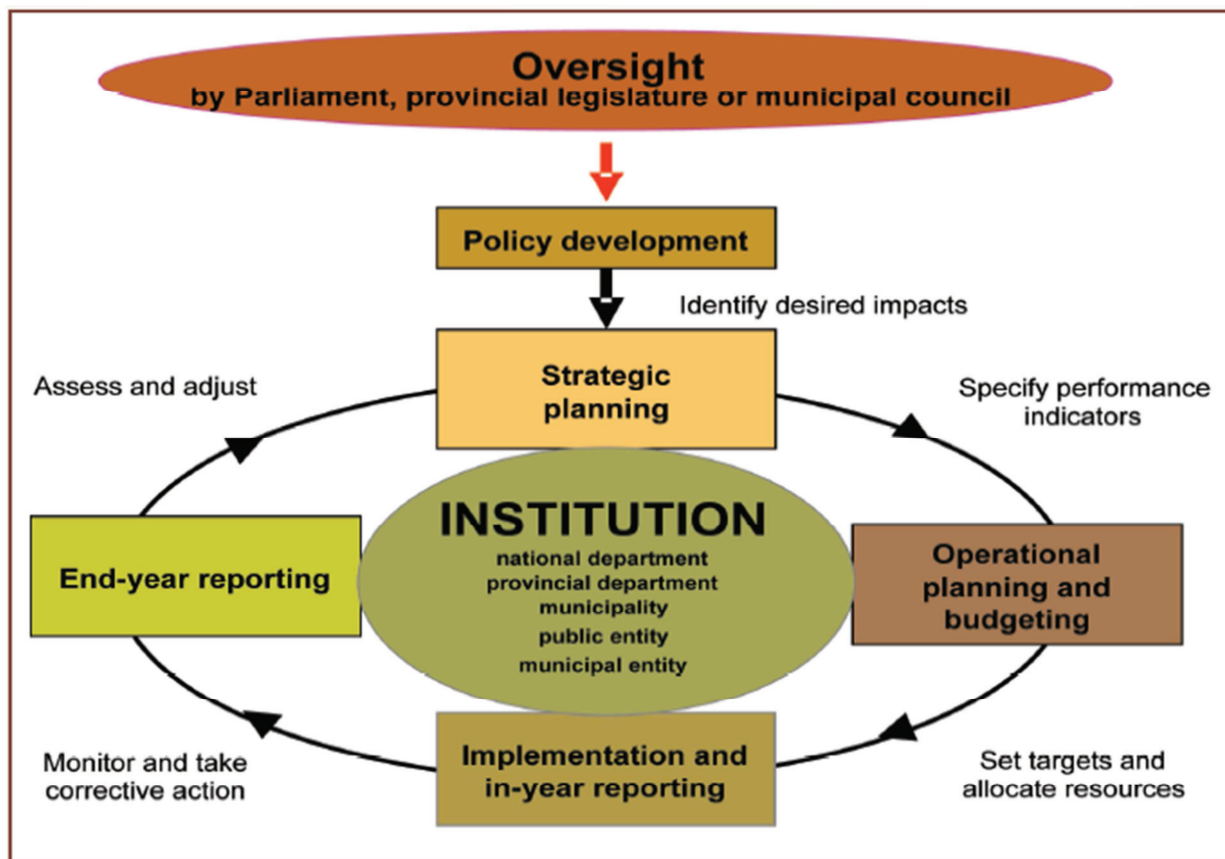 Oversight
by Parliament, provincial legislature or municipal council
Policy development
Identify desired impacts
Strategic
planning
Assess and adjust
Specify performance
indicators
INSTITUTION
national department
provincial department
municipality
public entity
municipal entity
End-year reporting
Operational
planning and
budgeting
Implementation and
in-year reporting
Monitor and take
corrective action
Set targets and
allocate resources